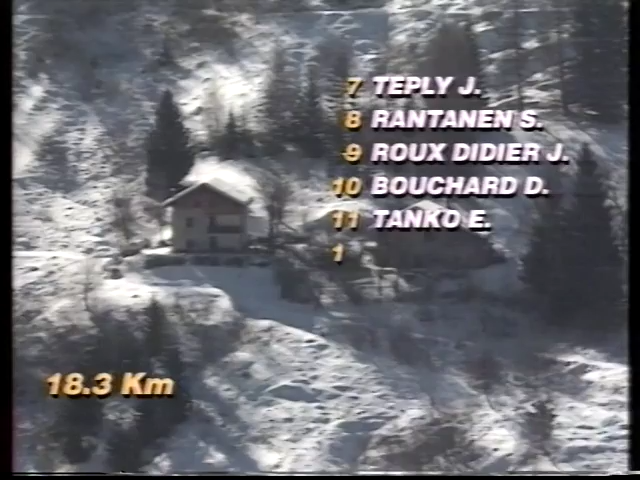 7 TEPLY J.
8 RANTANEN S.
9 ROUX DIDIER J.
10 BOUCHARD D.
11 TANKO E.
1
18.3 Km